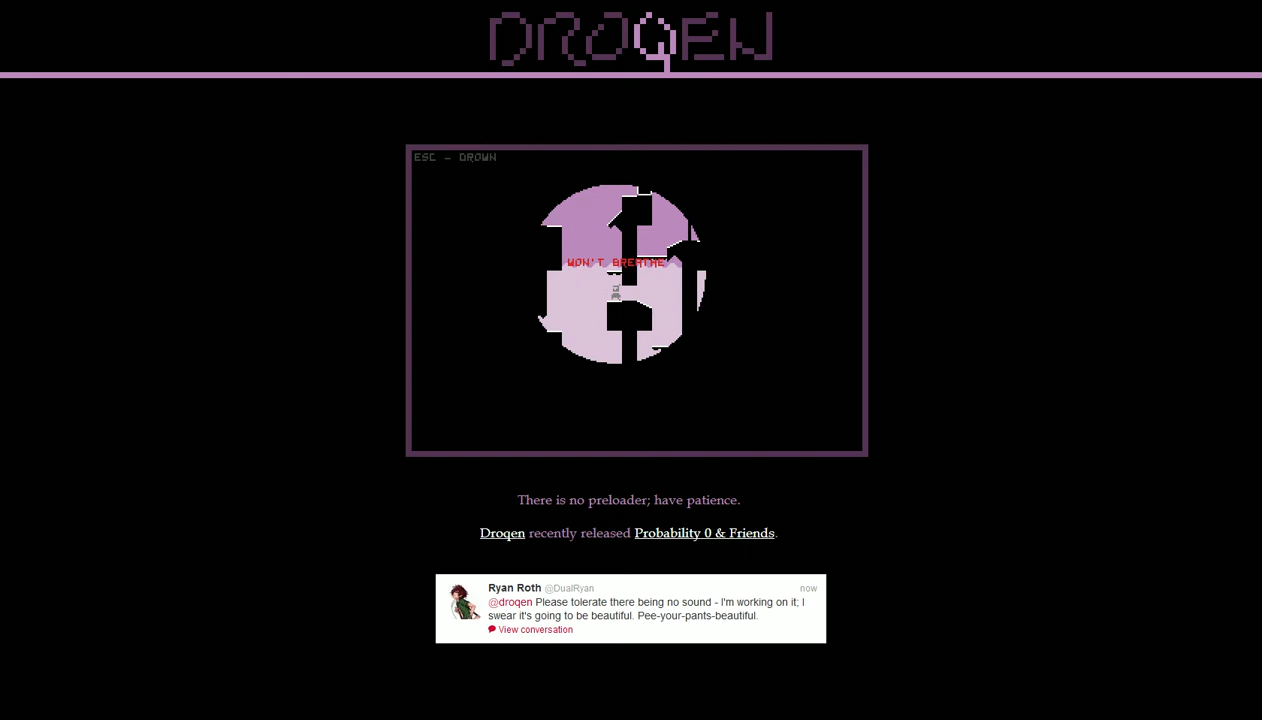 DROQEN
ESC - DROWN
WON'T BREATHE
There is no preloader; have patience.
Droqen recently released Probability 0 & Friends.
Ryan Roth @DualRyan now
@droqen Please tolerate there being no sound - I'm working on it; I
swear it's going to be beautiful. Pee-your-pants-beautiful.
View conversation